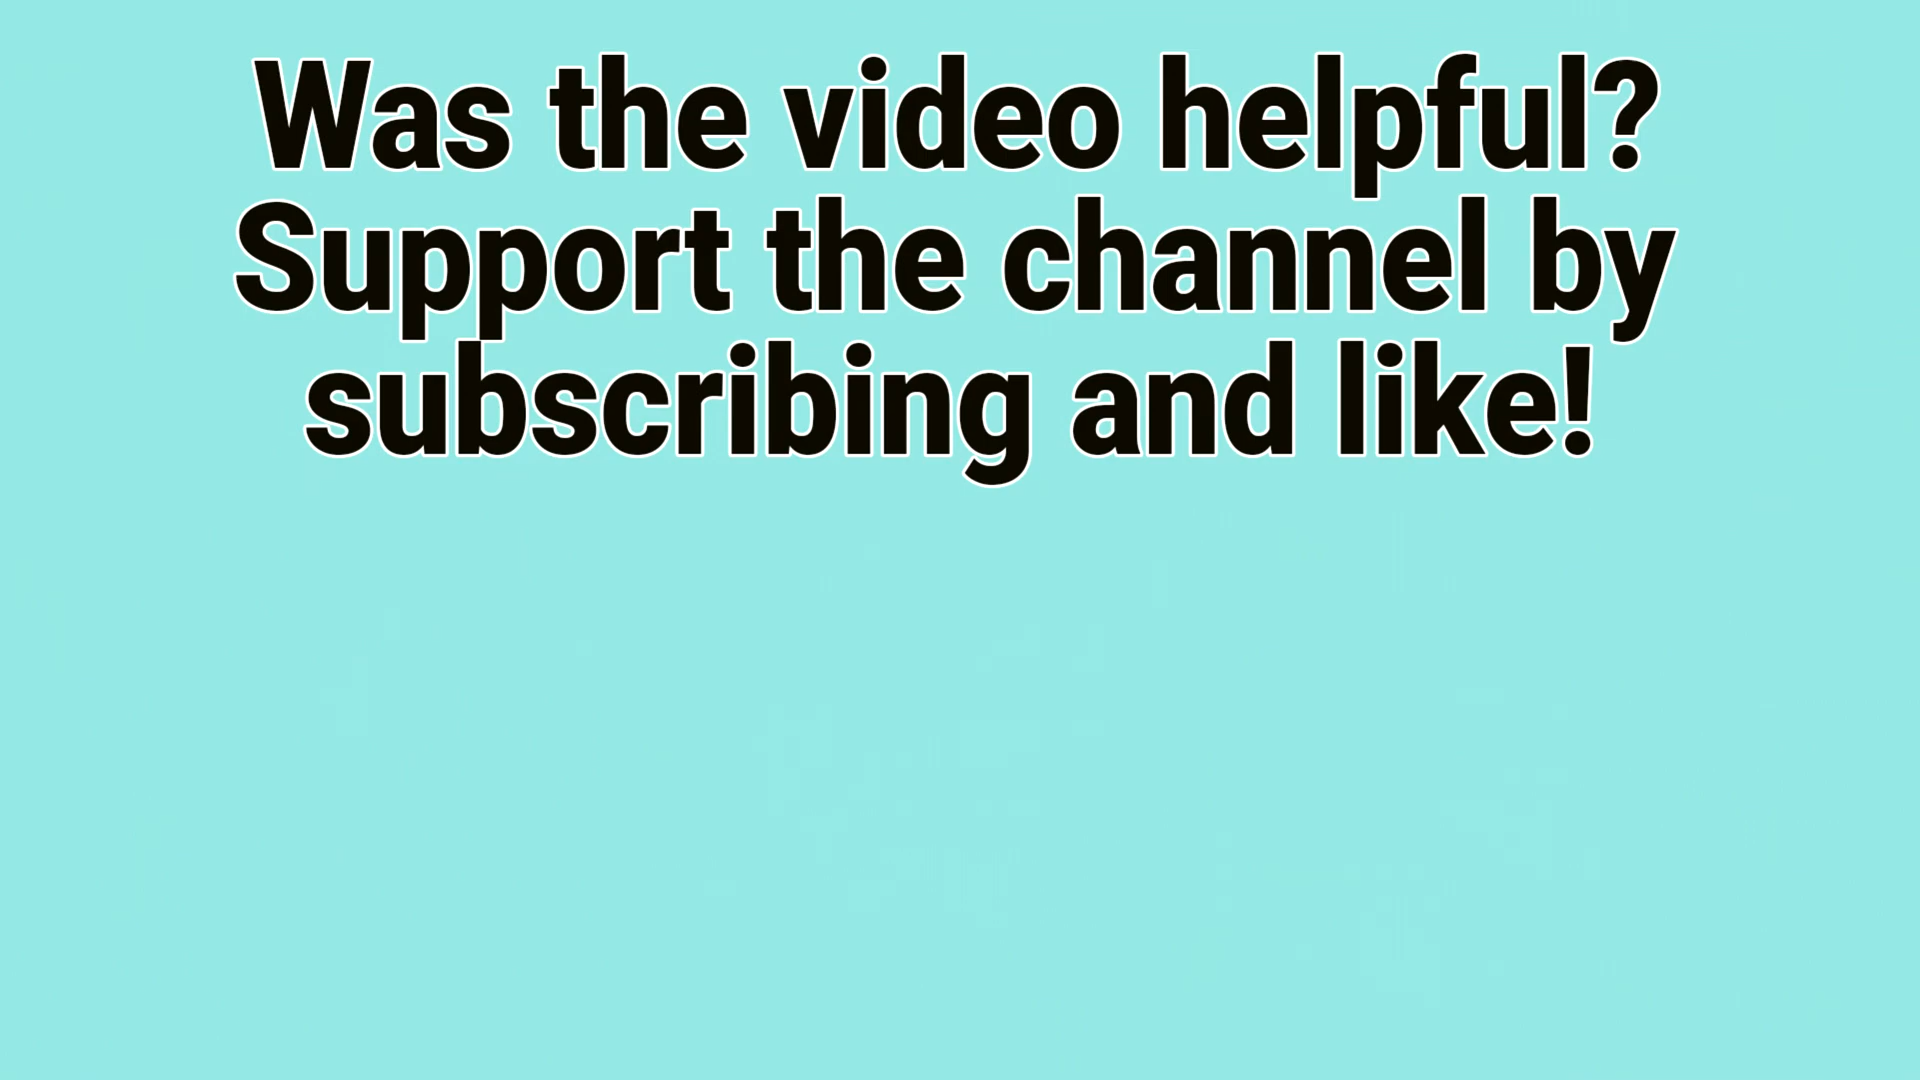 Was the video helpful?
Support the channel by
subscribing and like!